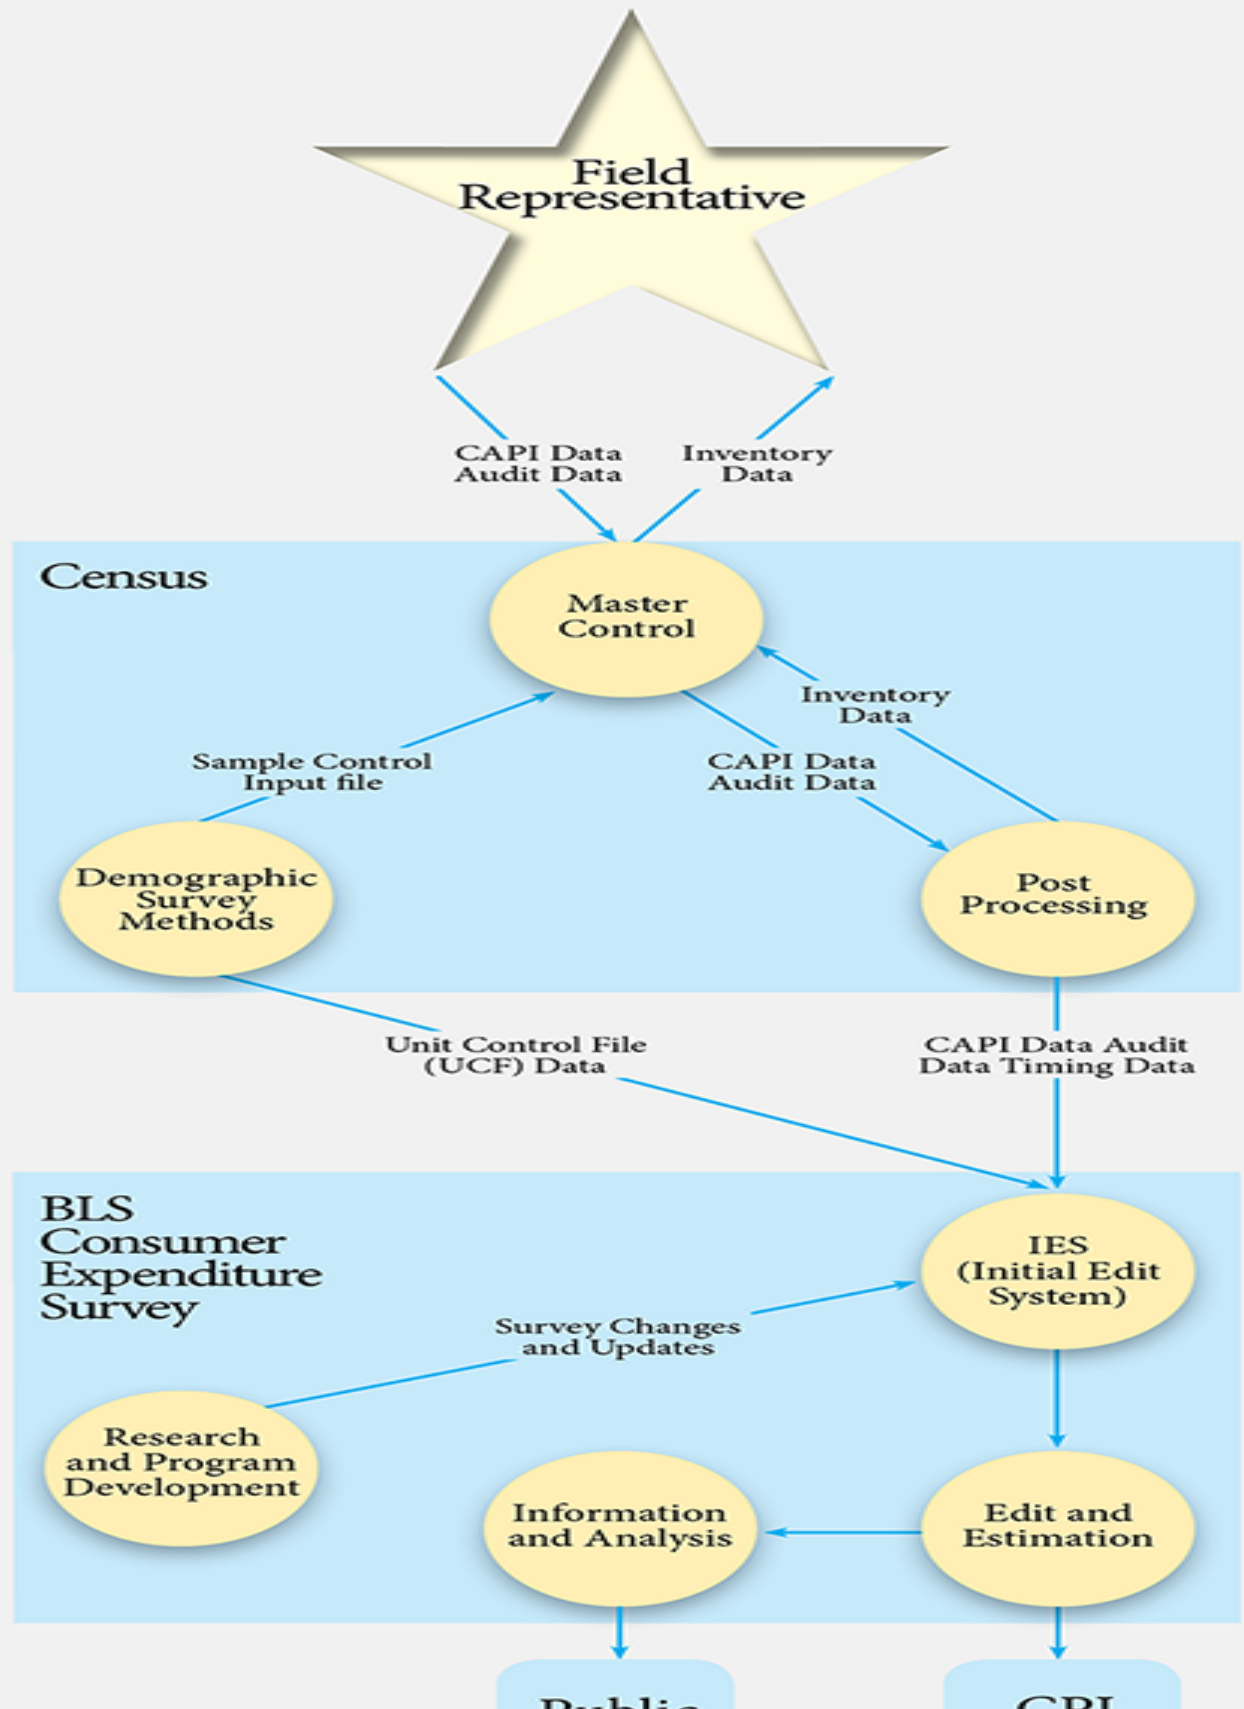 Field
Representative
CAPI Data
Audit Data
Inventory
Data
Census
Master
Control
Inventory
Data
Sample Control
Input file
CAPI Data
Audit Data
Demographic
Survey
Methods
Post
Processing
Unit Control File
(UCF) Data
CAPI Data Audit
Data Timing Data
BLS
Consumer
Expenditure
Survey
IES
(Initial Edit
System)
Survey Changes
and Updates
Research
and Program
Development
Information
and Analysis
Edit and
Estimation
Public
CPI